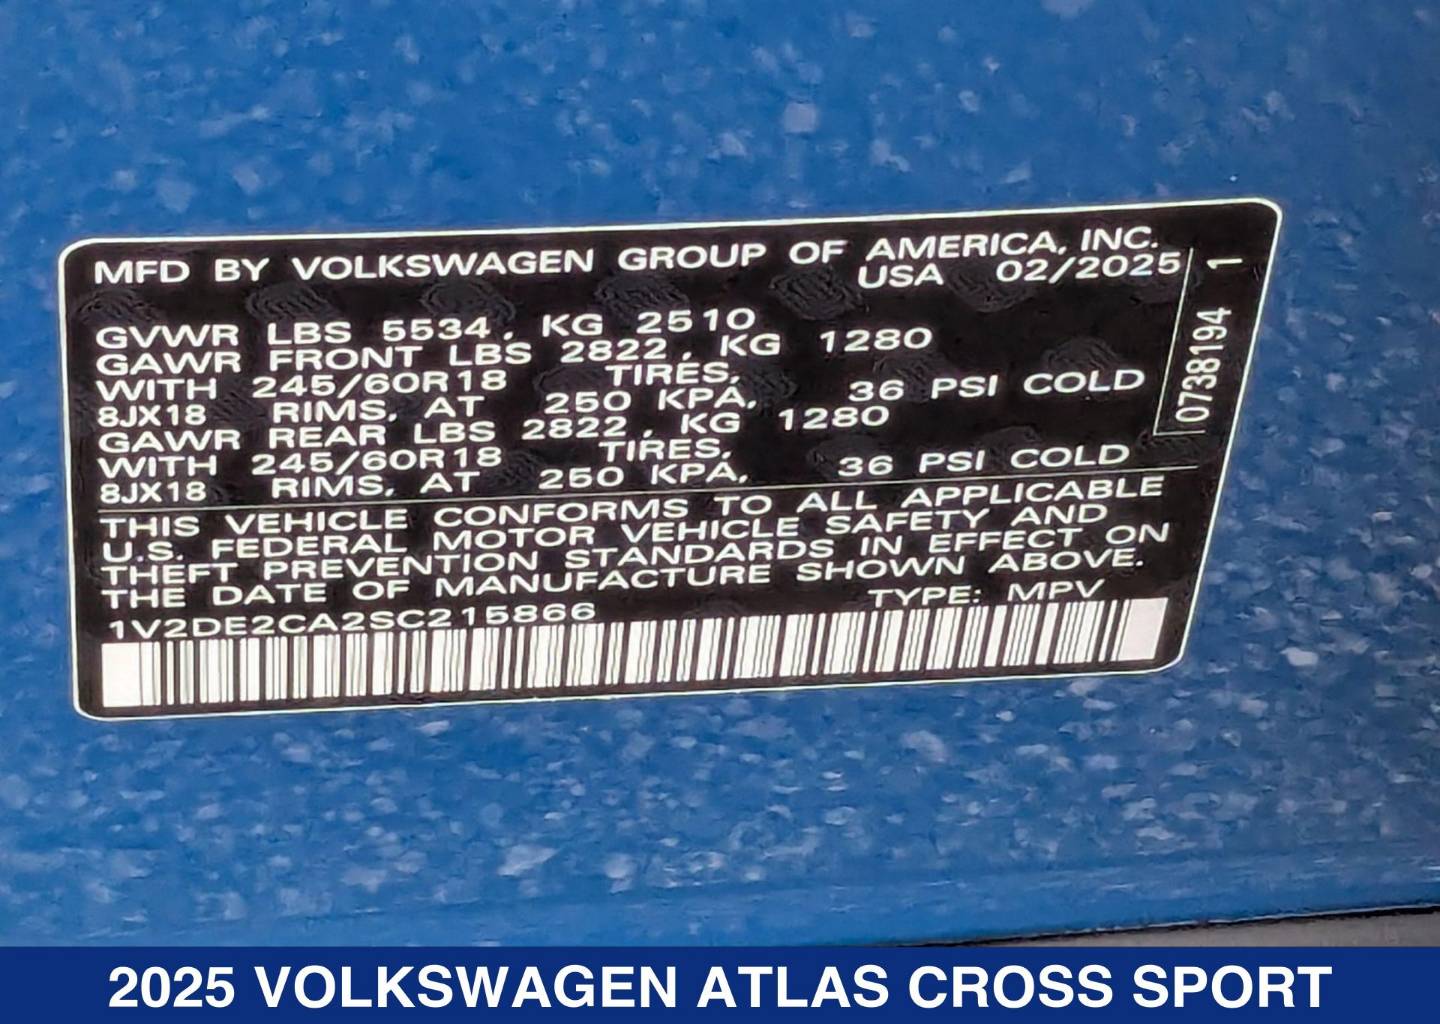 MFD BY VOLKSWAGEN GROUP OF AMERICA, INC.
USA 02/2025
GVWR LBS 5534, KG 2510
GAWR FRONT LBS 2822, KG 1280
WITH 245/60R18 TIRES,
8JX18 RIMS, AT 250 KPA, 36 PSI COLD
GAWR REAR LBS 2822, KG 1280
WITH 245/60R18 TIRES,
8JX18 RIMS, AT 250 KPA, 36 PSI COLD
THIS VEHICLE CONFORMS TO ALL APPLICABLE
U.S. FEDERAL MOTOR VEHICLE SAFETY AND
THEFT PREVENTION STANDARDS IN EFFECT ON
THE DATE OF MANUFACTURE SHOWN ABOVE.
1V2DE2CA2SC215866 TYPE: MPV
0738194 1
2025 VOLKSWAGEN ATLAS CROSS SPORT